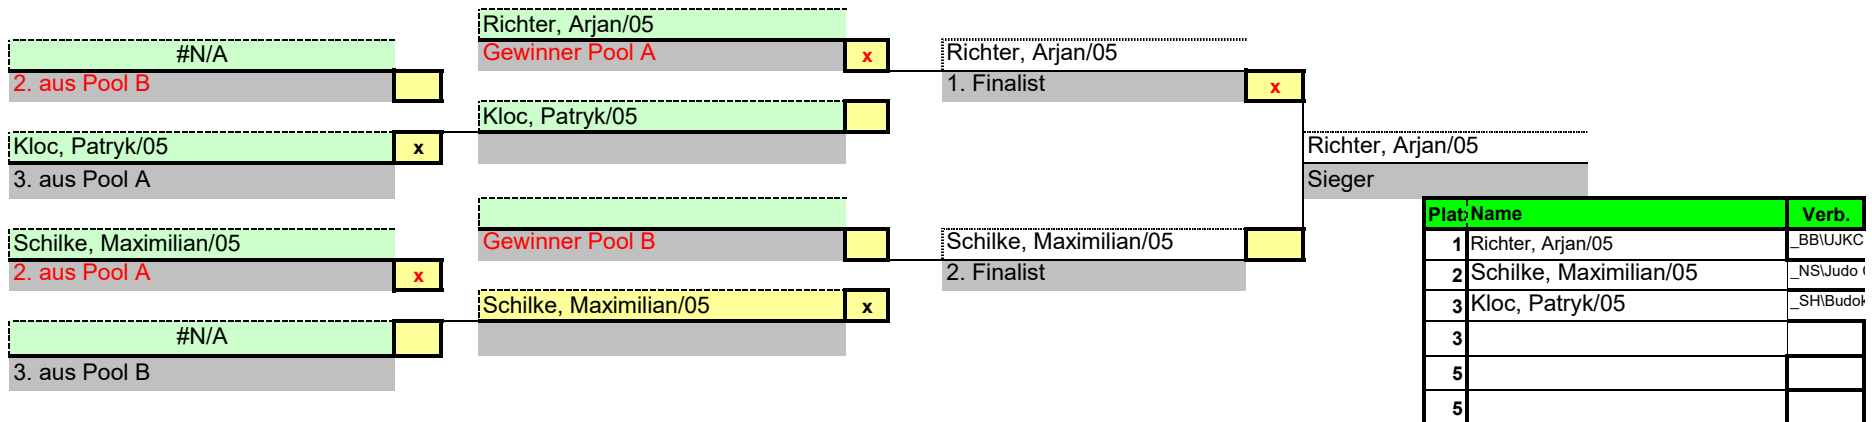 #N/A
2. aus Pool B
Kloc, Patryk/05 x
3. aus Pool A
Schilke, Maximilian/05
2. aus Pool A x
#N/A
3. aus Pool B
Richter, Arjan/05
Gewinner Pool A x
Kloc, Patryk/05
Gewinner Pool B
Schilke, Maximilian/05 x
Richter, Arjan/05
1. Finalist x
Schilke, Maximilian/05
2. Finalist
Richter, Arjan/05
Sieger
Plat Name Verb.
1 Richter, Arjan/05 _BB\UJKC
2 Schilke, Maximilian/05 _NS\Judo
3 Kloc, Patryk/05 _SH\Budok
3
5
5